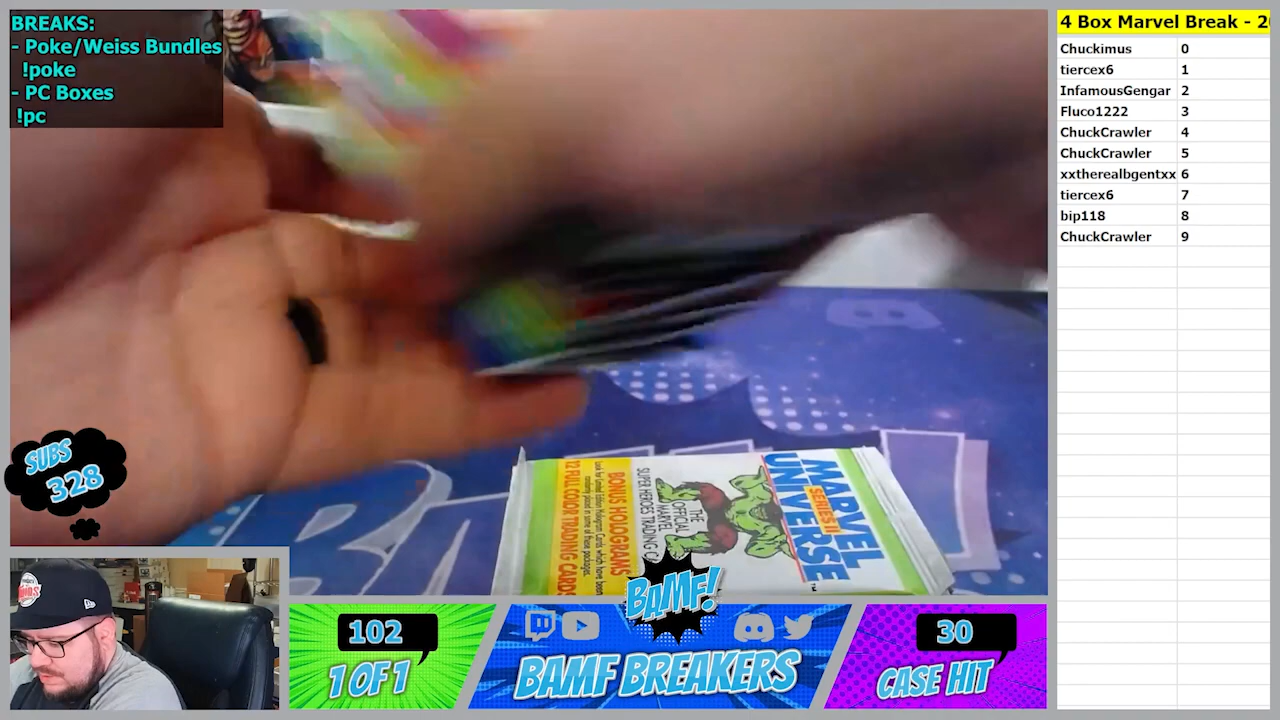 BREAKS:
- Poke/Weiss Bundles
!poke
- PC Boxes
!pc
4 Box Marvel Break - 2
Chuckimus 0
tiercex6 1
InfamousGengar 2
Fluco1222 3
ChuckCrawler 4
ChuckCrawler 5
xxtherealbgentxx 6
tiercex6 7
bip118 8
ChuckCrawler 9
SUBS
328
MARVEL
UNIVERSE
SERIES II
THE
OFFICIAL
MARVEL
SUPER HEROES TRADING
BONUS HOLOGRAMS
12 FULL COLOR TRADING CARDS
BAMF!
102
1 OF 1
BAMF BREAKERS
30
CASE HIT